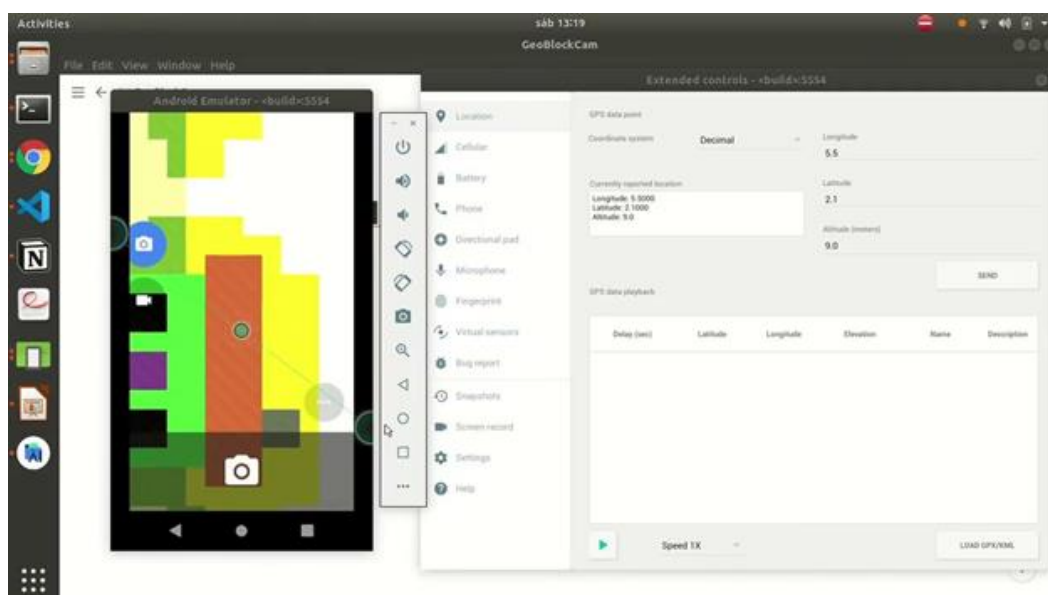 Activities
sáb 13:19
GeoBlockCam
File Edit View Window Help
Android Emulator - <build>:5554
Extended controls - <build>:5554
Location
Cellular
Battery
Phone
Directional pad
Microphone
Fingerprint
Virtual sensors
Bug report
Snapshots
Screen record
Settings
Help
GPS data point
Coordinate system
Decimal
Longitude
5.5
Currently reported location
Longitude: 5.5000
Latitude: 2.1000
Altitude: 9.0
Latitude
2.1
Altitude (meters)
9.0
SEND
GPS data playback
Delay (sec) Latitude Longitude Elevation Name Description
Speed 1X
LOAD GPX/KML